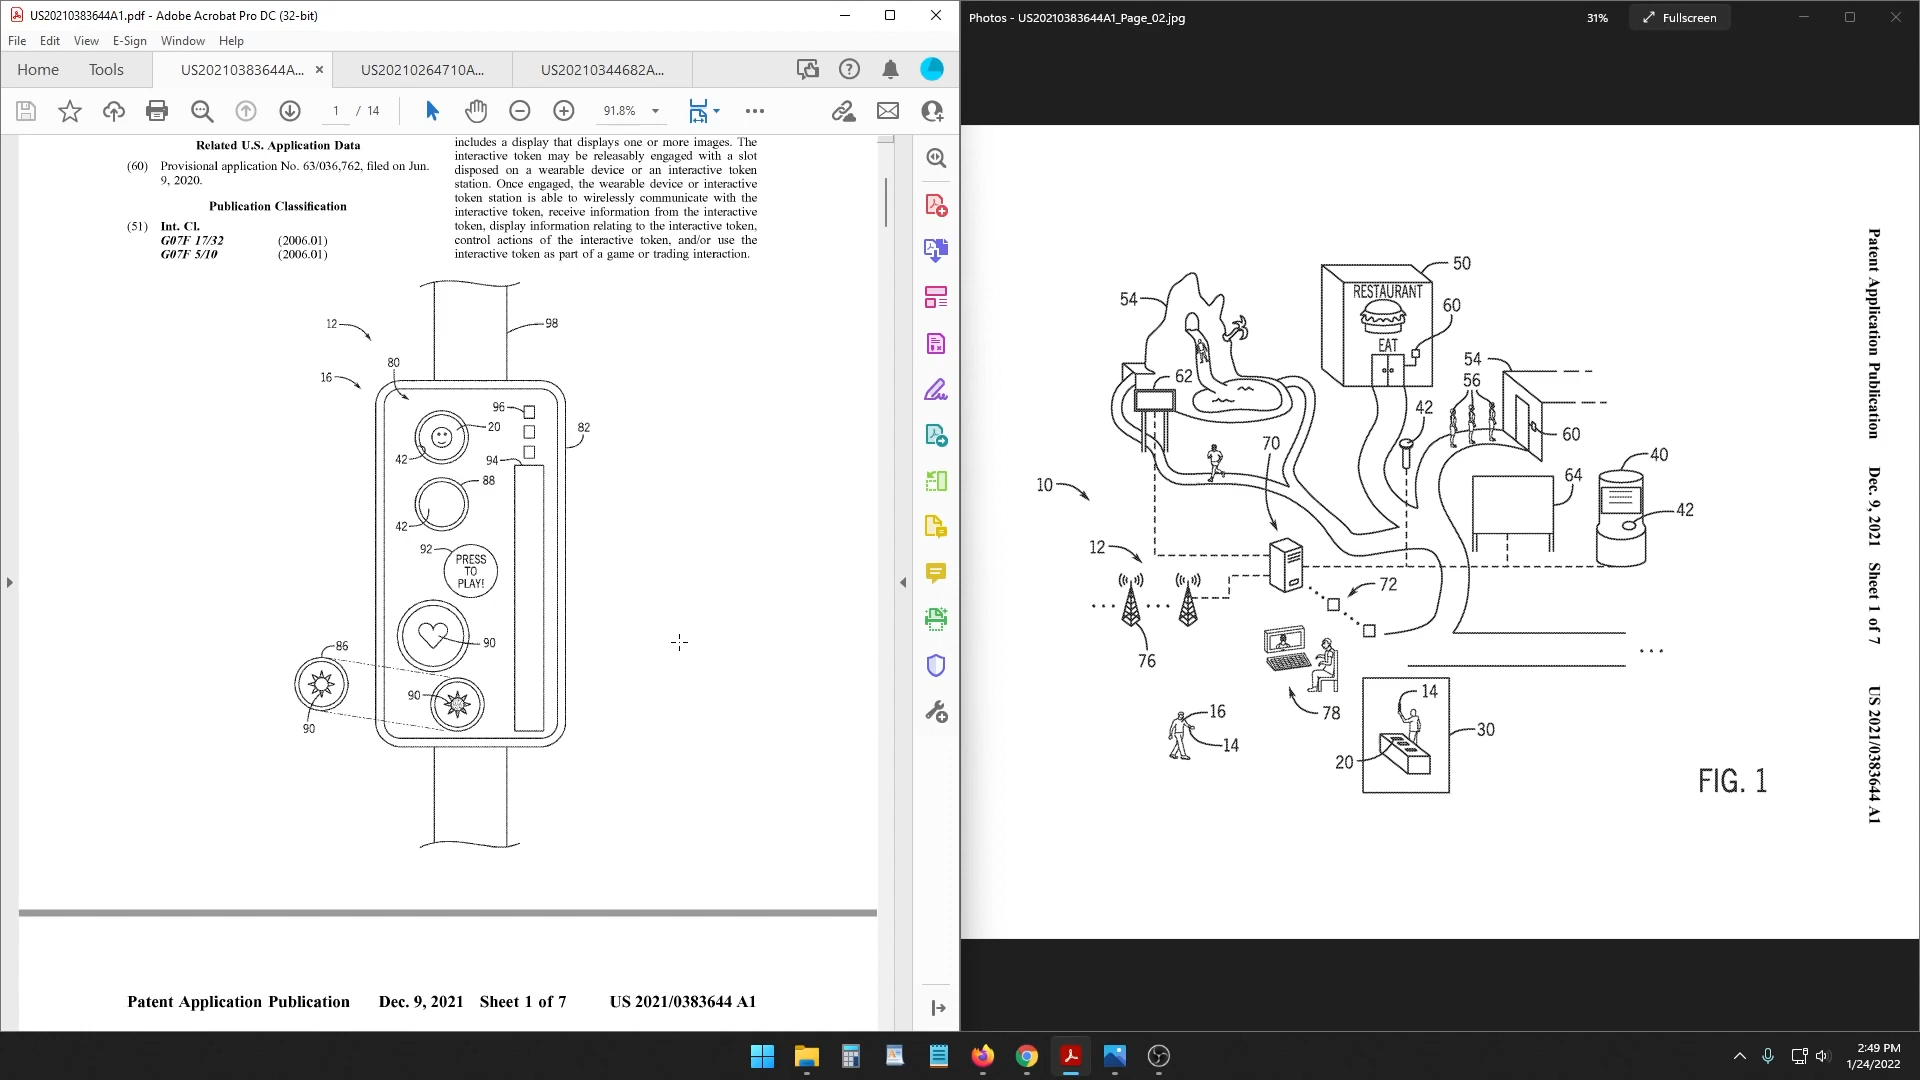 US20210383644A1.pdf - Adobe Acrobat Pro DC (32-bit)
File Edit View E-Sign Window Help
Home Tools US20210383644A... × US20210264710A... US20210344682A...
1 / 14 91.8%
Related U.S. Application Data
(60) Provisional application No. 63/036,762, filed on Jun.
9, 2020.
Publication Classification
(51) Int. Cl.
G07F 17/32 (2006.01)
G07F 5/10 (2006.01)
includes a display that displays one or more images. The
interactive token may be releasably engaged with a slot
disposed on a wearable device or an interactive token
station. Once engaged, the wearable device or interactive
token station is able to wirelessly communicate with the
interactive token, receive information from the interactive
token, display information relating to the interactive token,
control actions of the interactive token, and/or use the
interactive token as part of a game or trading interaction.
12
98
80
16
96
20
82
42
94
88
42
92
PRESS
TO
PLAY!
90
86
90
90
Patent Application Publication Dec. 9, 2021 Sheet 1 of 7 US 2021/0383644 A1
Photos - US20210383644A1_Page_02.jpg
31% Fullscreen
50
RESTAURANT
54
60
EAT
54
62
56
42
60
70
40
64
10
42
12
72
76
78
16
14
14
30
20
FIG. 1
Patent Application Publication Dec. 9, 2021 Sheet 1 of 7 US 2021/0383644 A1
2:49 PM
1/24/2022